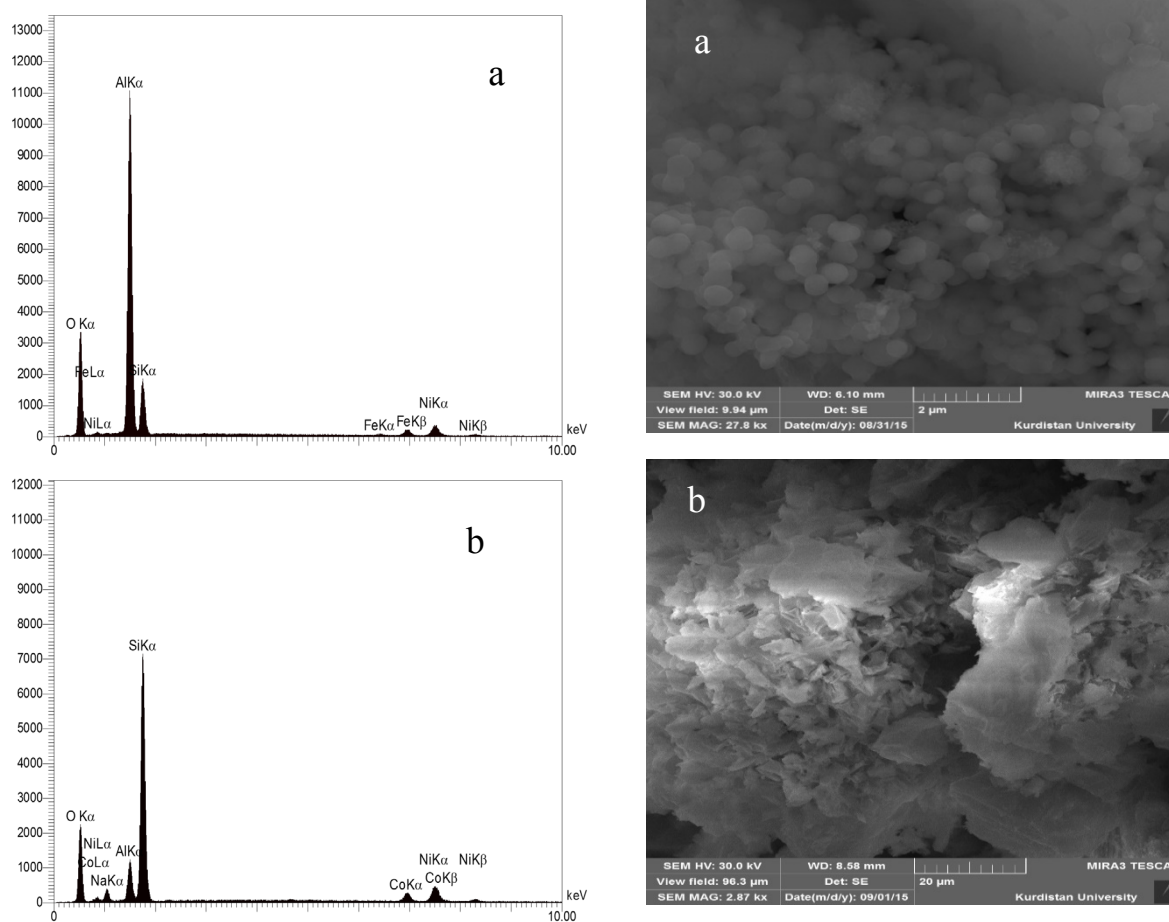 13000
12000
11000
10000
9000
8000
7000
6000
5000
4000
3000
2000
1000
0
a
AlKα
O Kα
FeLα
SiKα
NiLα
NiKα
FeKα
FeKβ
NiKβ
keV
0
10.00
12000
11000
10000
9000
8000
7000
6000
5000
4000
3000
2000
1000
0
b
SiKα
O Kα
NiLα
CoLα
AlKα
NaKα
NiKα
NiKβ
CoKα
CoKβ
keV
0
10.00
a
SEM HV: 30.0 kV WD: 6.10 mm MIRA3 TESCA
View field: 9.94 µm Det: SE 2 µm
SEM MAG: 27.8 kx Date(m/d/y): 08/31/15 Kurdistan University
b
SEM HV: 30.0 kV WD: 8.58 mm MIRA3 TESCA
View field: 96.3 µm Det: SE 20 µm
SEM MAG: 2.87 kx Date(m/d/y): 09/01/15 Kurdistan University